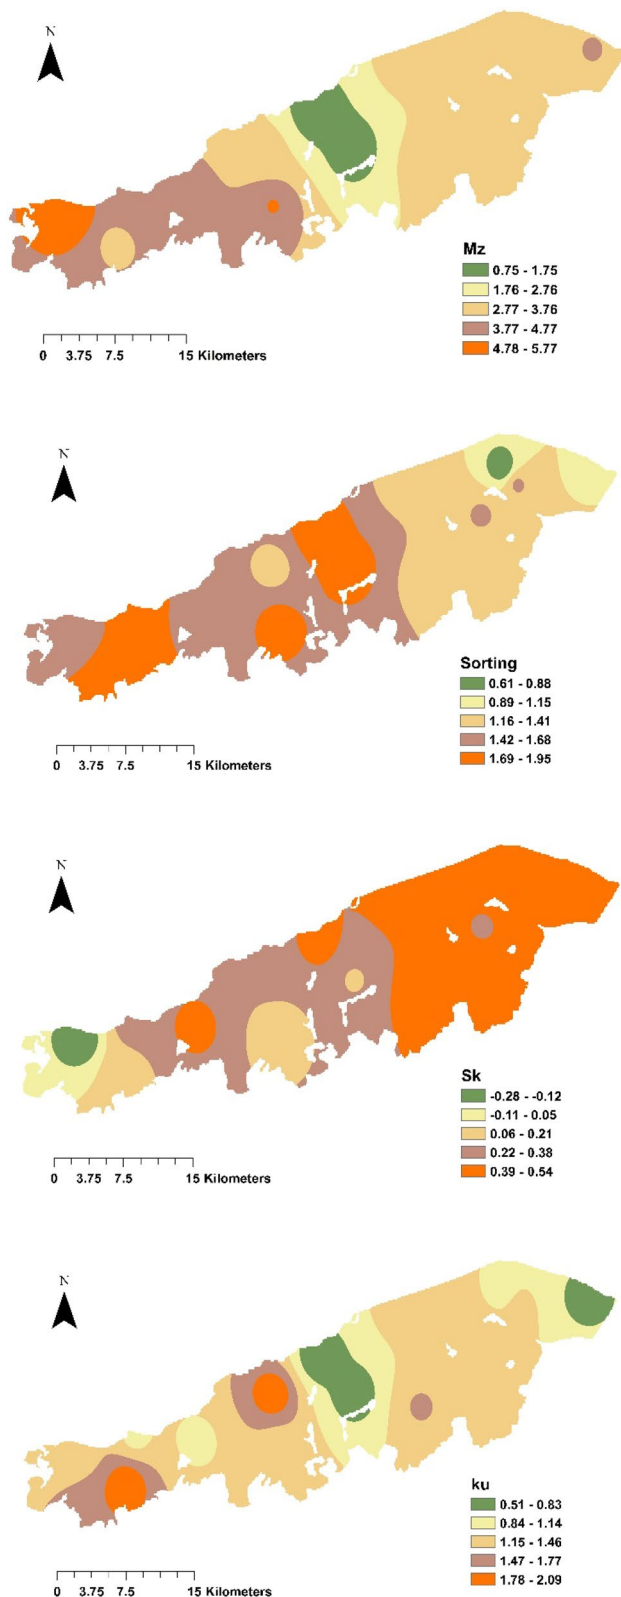 N
Mz
0.75 - 1.75
1.76 - 2.76
2.77 - 3.76
3.77 - 4.77
4.78 - 5.77
0 3.75 7.5 15 Kilometers
N
Sorting
0.61 - 0.88
0.89 - 1.15
1.16 - 1.41
1.42 - 1.68
1.69 - 1.95
0 3.75 7.5 15 Kilometers
N
Sk
-0.28 - -0.12
-0.11 - 0.05
0.06 - 0.21
0.22 - 0.38
0.39 - 0.54
0 3.75 7.5 15 Kilometers
N
ku
0.51 - 0.83
0.84 - 1.14
1.15 - 1.46
1.47 - 1.77
1.78 - 2.09
0 3.75 7.5 15 Kilometers